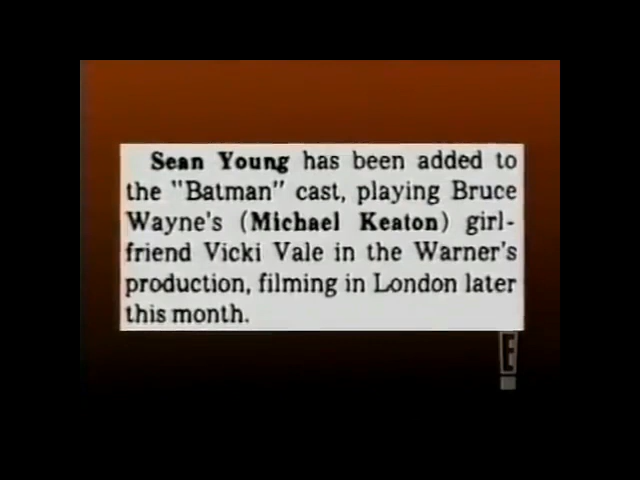 Sean Young has been added to
the "Batman" cast, playing Bruce
Wayne's (Michael Keaton) girl-
friend Vicki Vale in the Warner's
production, filming in London later
this month.
E!